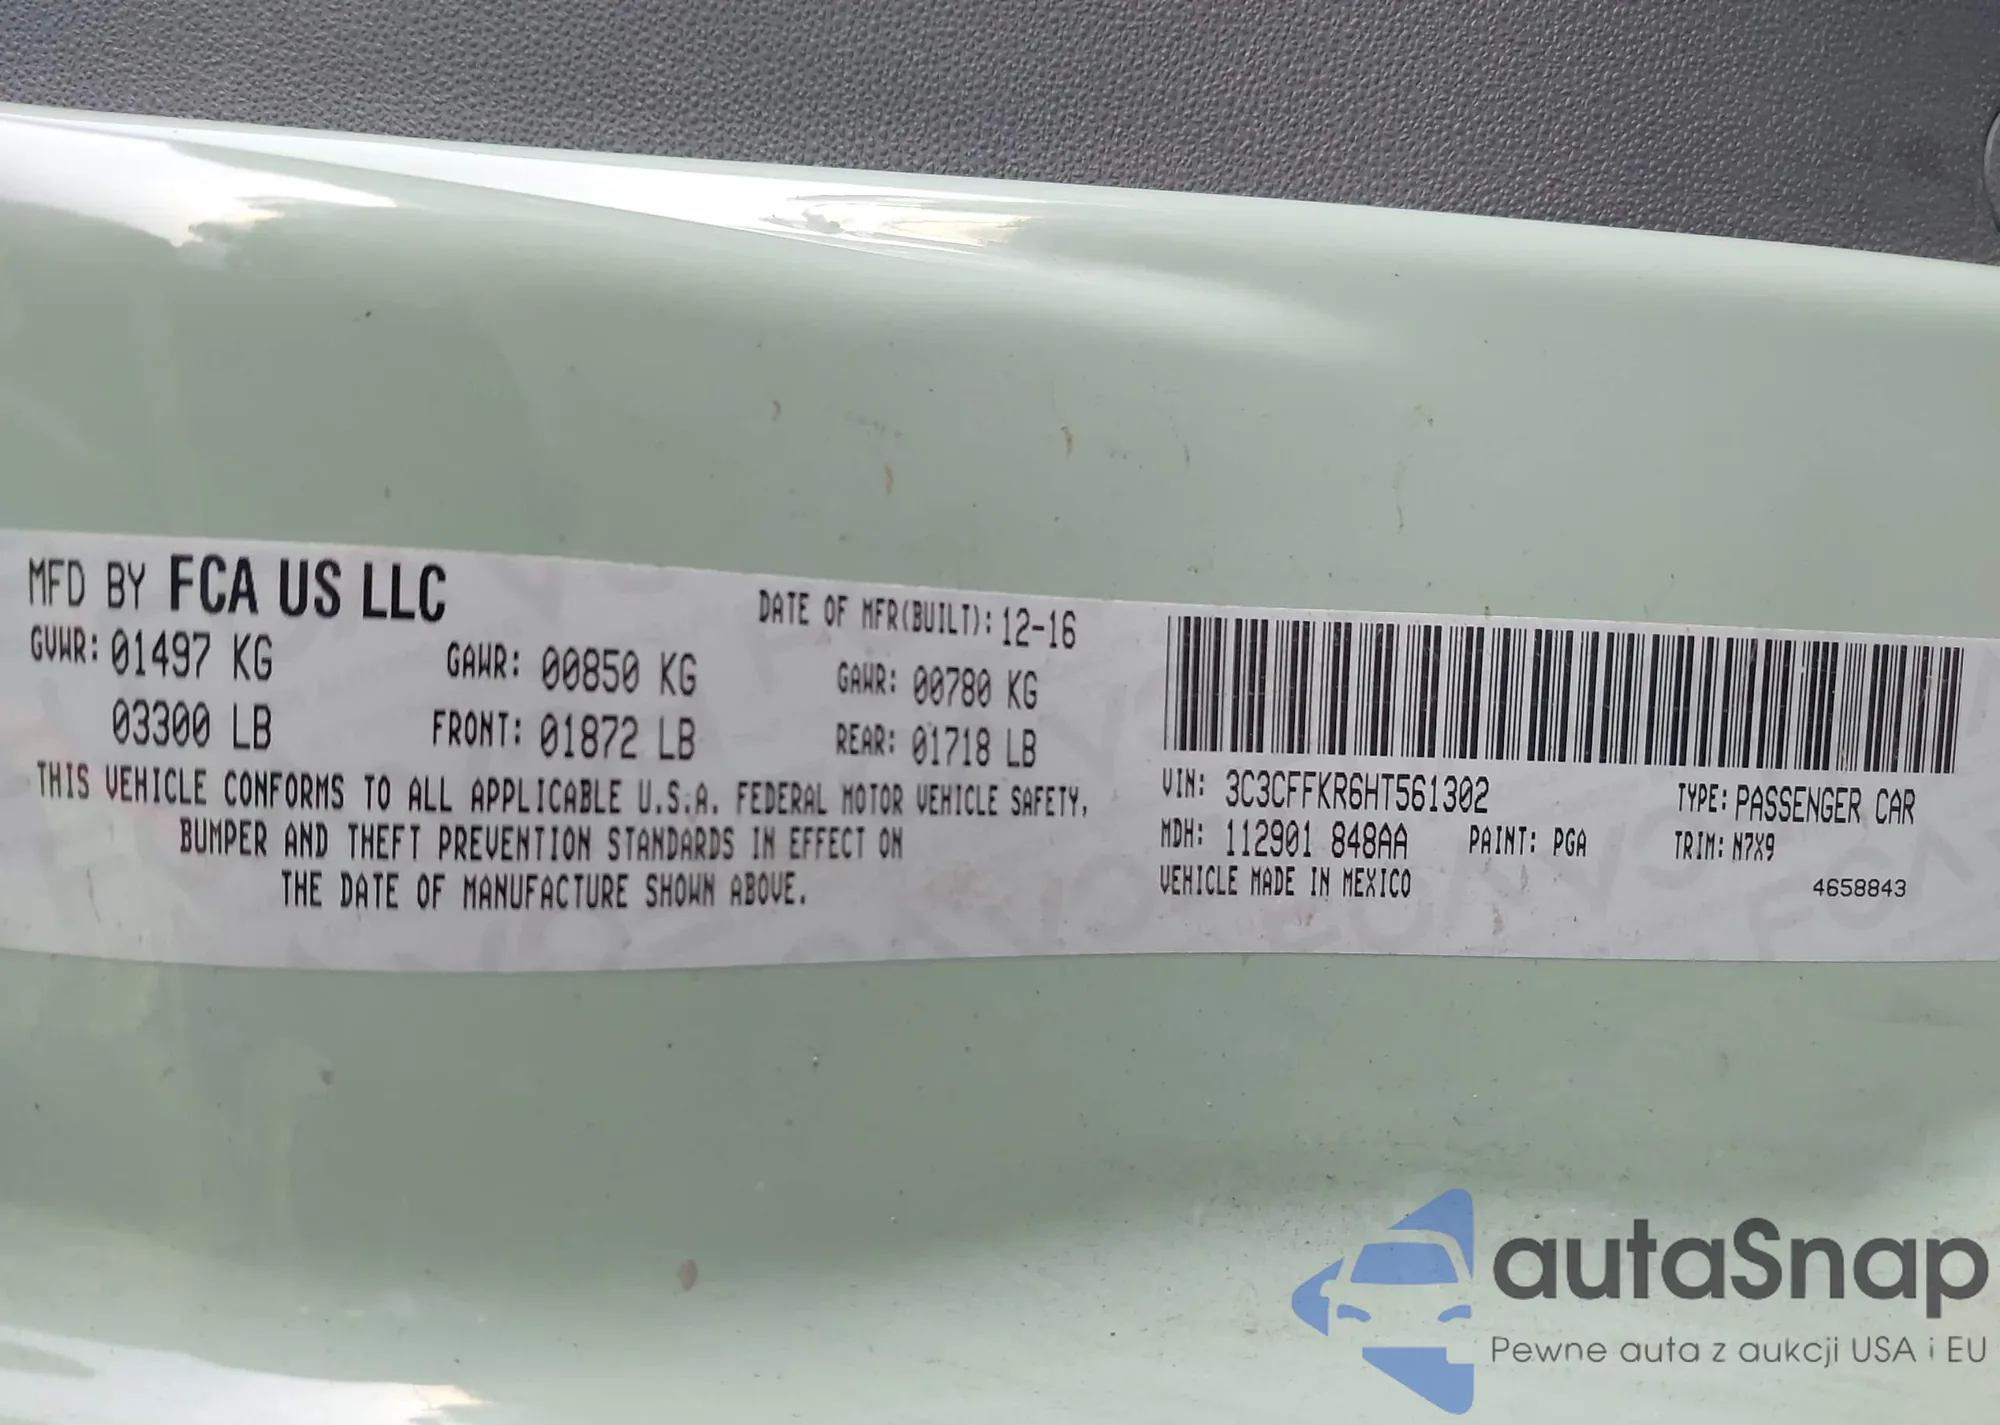 MFD BY FCA US LLC
DATE OF MFR(BUILT): 12-16
GVWR: 01497 KG GAWR: 00850 KG GAWR: 00780 KG
03300 LB FRONT: 01872 LB REAR: 01718 LB
THIS VEHICLE CONFORMS TO ALL APPLICABLE U.S.A. FEDERAL MOTOR VEHICLE SAFETY,
BUMPER AND THEFT PREVENTION STANDARDS IN EFFECT ON
THE DATE OF MANUFACTURE SHOWN ABOVE.
VIN: 3C3CFFKR6HT561302 TYPE: PASSENGER CAR
MDH: 112901 848AA PAINT: PGA TRIM: N7X9
VEHICLE MADE IN MEXICO 4658843
autaSnap
Pewne auta z aukcji USA i EU